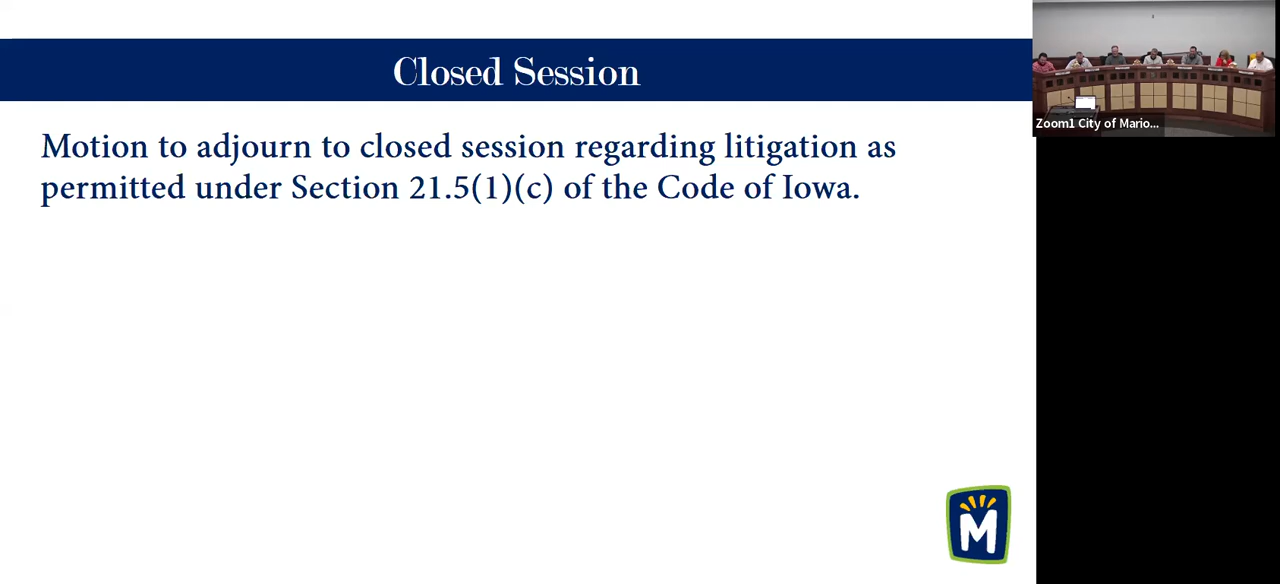 Closed Session
Motion to adjourn to closed session regarding litigation as
permitted under Section 21.5(1)(c) of the Code of Iowa.
Zoom1 City of Mario...
M